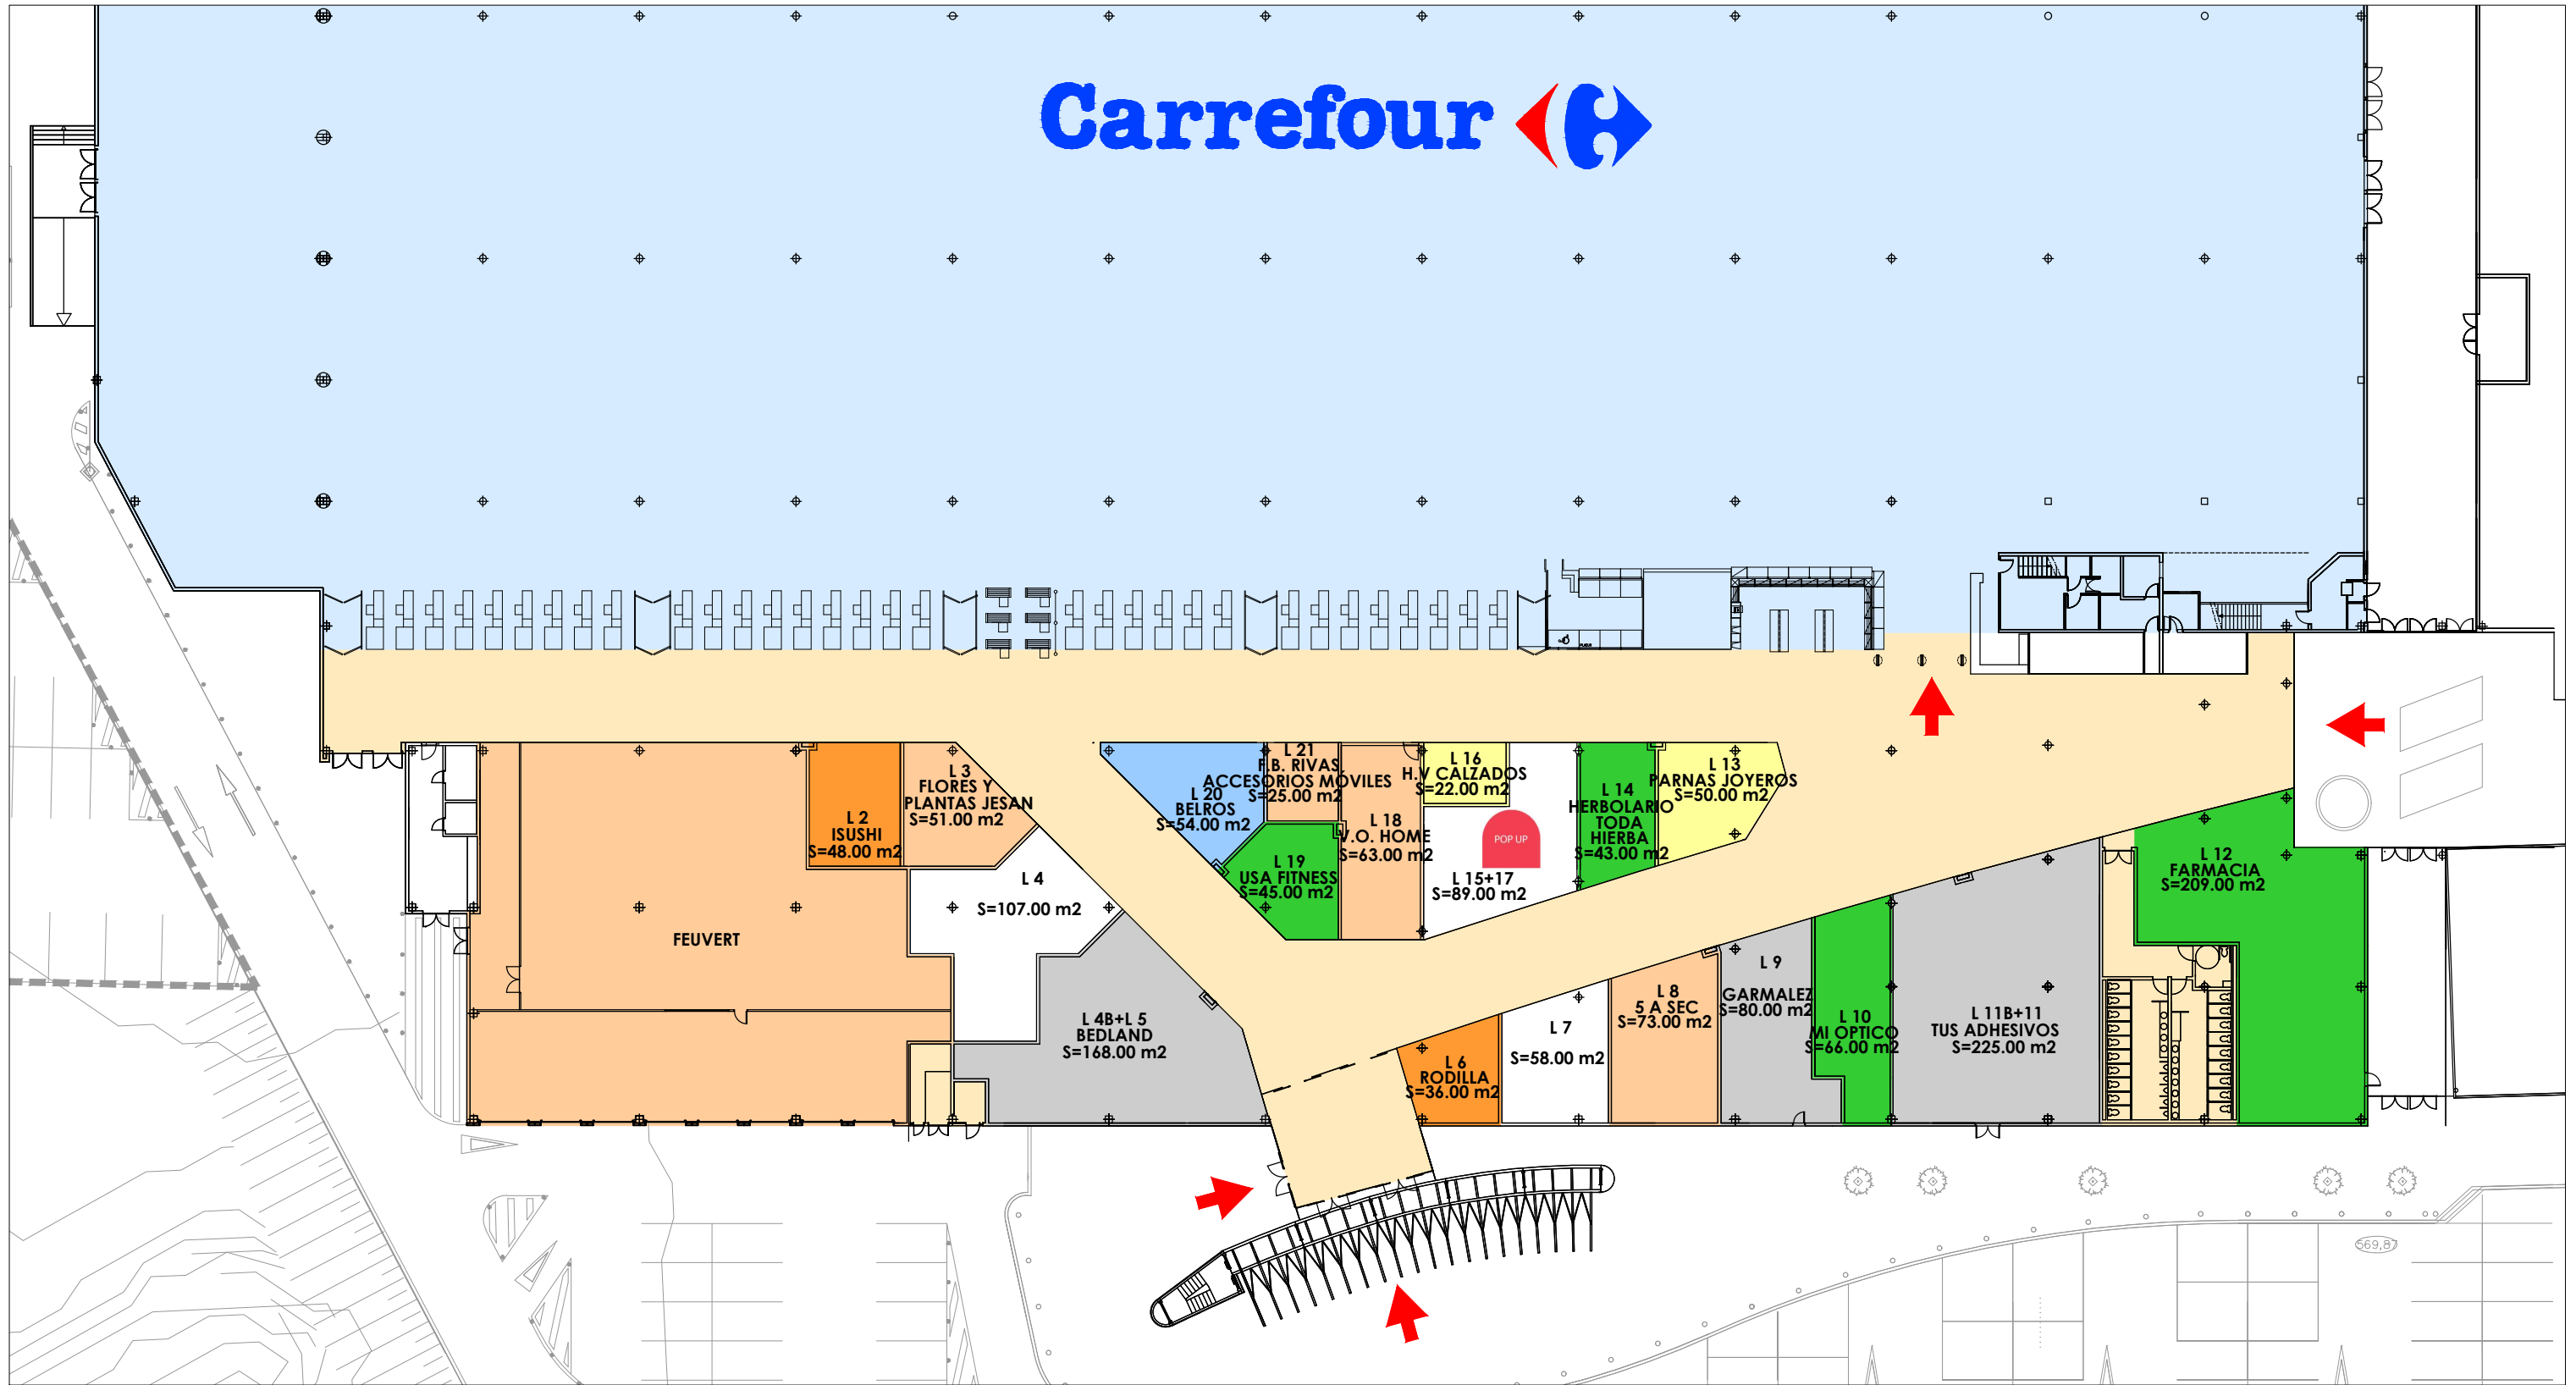 Carrefour
L 2
ISUSHI
S=48.00 m2
L 3
FLORES Y
PLANTAS JESAN
S=51.00 m2
L 20
BELROS
S=54.00 m2
L 21
F.B. RIVAS
ACCESORIOS MÓVILES
S=25.00 m2
L 16
H.V CALZADOS
S=22.00 m2
L 14
HERBOLARIO
TODA
HIERBA
S=43.00 m2
L 13
PARNAS JOYEROS
S=50.00 m2
L 18
V.O. HOME
S=63.00 m2
POP UP
L 15+17
S=89.00 m2
L 19
USA FITNESS
S=45.00 m2
L 12
FARMACIA
S=209.00 m2
L 4
S=107.00 m2
FEUVERT
L 4B+L 5
BEDLAND
S=168.00 m2
L 6
RODILLA
S=36.00 m2
L 7
S=58.00 m2
L 8
5 A SEC
S=73.00 m2
L 9
GARMALEZ
S=80.00 m2
L 10
MI OPTICO
S=66.00 m2
L 11B+11
TUS ADHESIVOS
S=225.00 m2
569,87